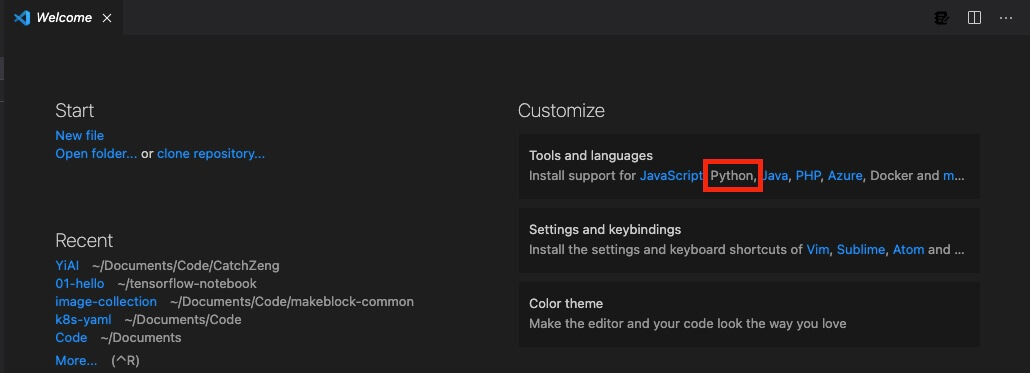 Welcome
Start
New file
Open folder... or clone repository...
Recent
YiAI ~/Documents/Code/CatchZeng
01-hello ~/tensorflow-notebook
image-collection ~/Documents/Code/makeblock-common
k8s-yaml ~/Documents/Code
Code ~/Documents
More... (^R)
Customize
Tools and languages
Install support for JavaScript Python, Java, PHP, Azure, Docker and m...
Settings and keybindings
Install the settings and keyboard shortcuts of Vim, Sublime, Atom and ...
Color theme
Make the editor and your code look the way you love